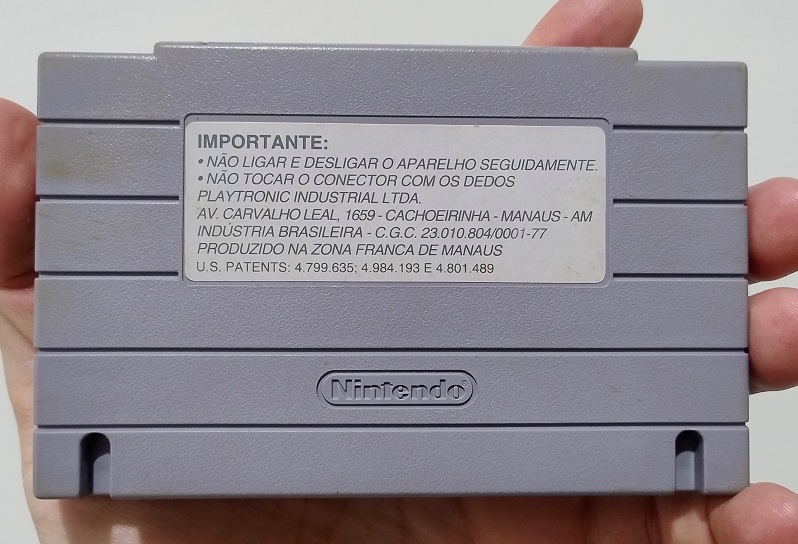 IMPORTANTE:
• NÃO LIGAR E DESLIGAR O APARELHO SEGUIDAMENTE.
• NÃO TOCAR O CONECTOR COM OS DEDOS
PLAYTRONIC INDUSTRIAL LTDA.
AV. CARVALHO LEAL, 1659 - CACHOEIRINHA - MANAUS - AM
INDÚSTRIA BRASILEIRA - C.G.C. 23.010.804/0001-77
PRODUZIDO NA ZONA FRANCA DE MANAUS
U.S. PATENTS: 4.799.635; 4.984.193 E 4.801.489
Nintendo®